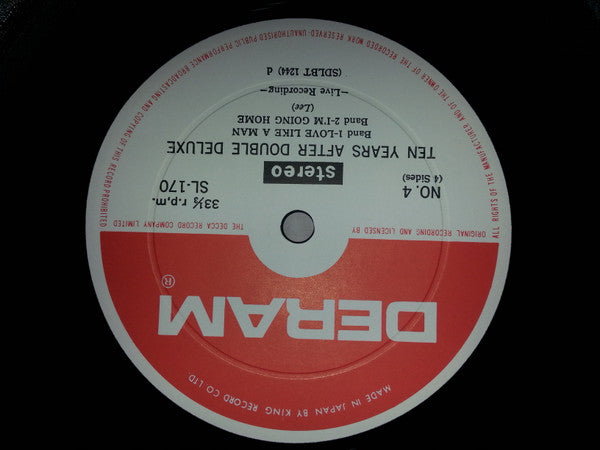 MADE IN JAPAN BY KING RECORD CO LTD.
DERAM
®
ORIGINAL RECORDING AND LICENSED BY THE DECCA RECORD COMPANY LIMITED
ALL RIGHTS OF THE MANUFACTURER AND OF THE OWNER OF THE RECORDED WORK RESERVED·UNAUTHORISED PUBLIC PERFORMANCE BROADCASTING AND COPYING OF THIS RECORD PROHIBITED
NO. 4
(4 Sides)
33⅓ r.p.m.
SL-170
stereo
TEN YEARS AFTER DOUBLE DELUXE
Band 1-LOVE LIKE A MAN
Band 2-I'M GOING HOME
(Lee)
—Live Recording—
(SDLBT 1244) d